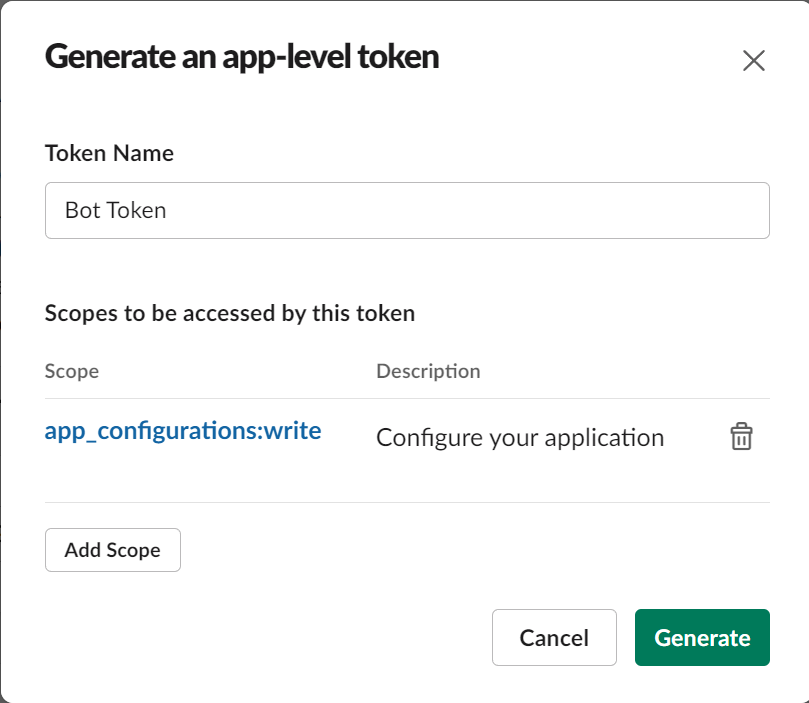 Generate an app-level token
Token Name
Bot Token
Scopes to be accessed by this token
Scope Description
app_configurations:write Configure your application
Add Scope
Cancel Generate